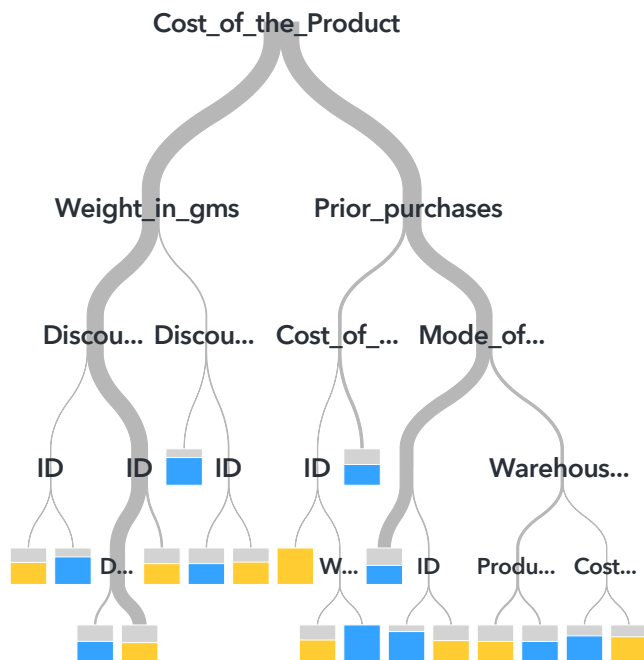 Cost_of_the_Product
Weight_in_gms Prior_purchases
Discou... Discou... Cost_of_... Mode_of...
ID ID ID ID Warehous...
D... W... ID Produ... Cost...